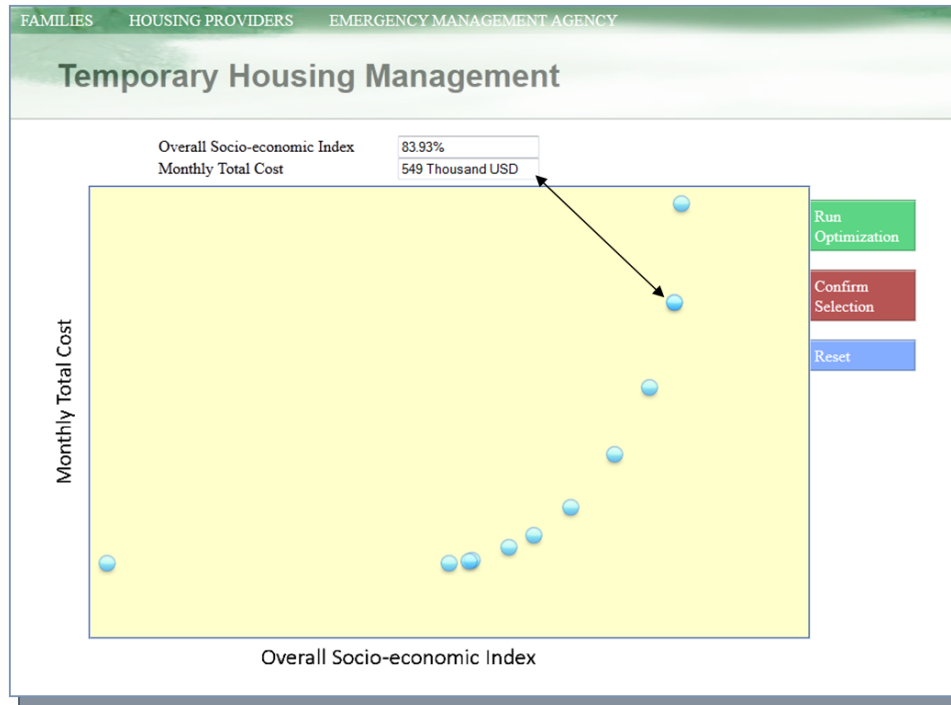 FAMILIES HOUSING PROVIDERS EMERGENCY MANAGEMENT AGENCY
Temporary Housing Management
Overall Socio-economic Index 83.93%
Monthly Total Cost 549 Thousand USD
Run
Optimization
Confirm
Selection
Reset
Monthly Total Cost
Overall Socio-economic Index